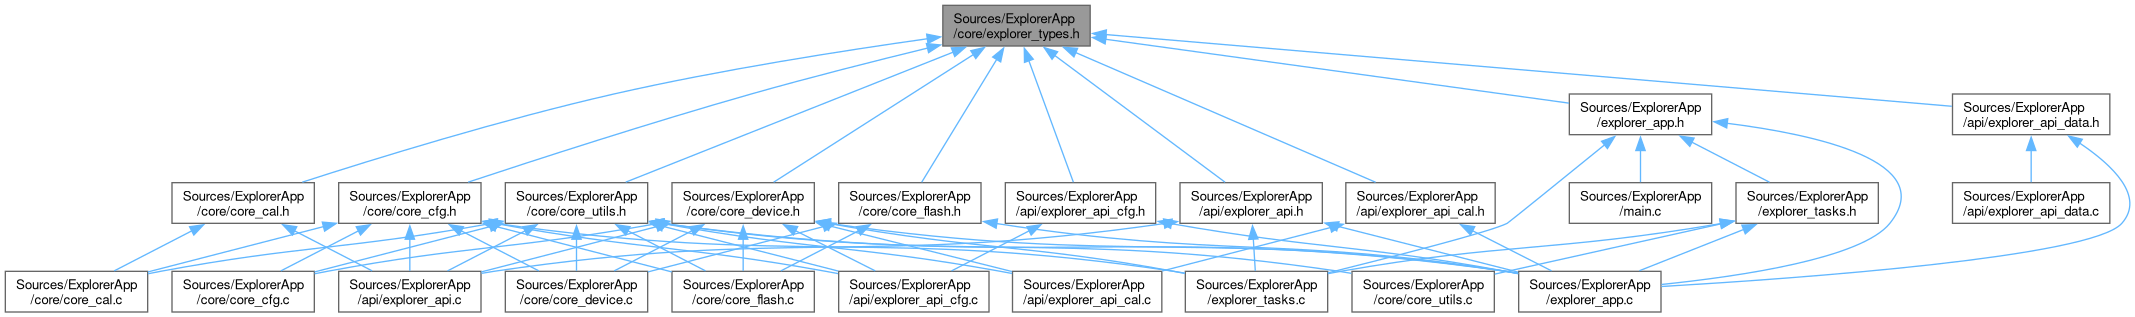 Sources/ExplorerApp
/core/explorer_types.h
Sources/ExplorerApp
/explorer_app.h
Sources/ExplorerApp
/api/explorer_api_data.h
Sources/ExplorerApp
/core/core_cal.h
Sources/ExplorerApp
/core/core_cfg.h
Sources/ExplorerApp
/core/core_utils.h
Sources/ExplorerApp
/core/core_device.h
Sources/ExplorerApp
/core/core_flash.h
Sources/ExplorerApp
/api/explorer_api_cfg.h
Sources/ExplorerApp
/api/explorer_api.h
Sources/ExplorerApp
/api/explorer_api_cal.h
Sources/ExplorerApp
/main.c
Sources/ExplorerApp
/explorer_tasks.h
Sources/ExplorerApp
/api/explorer_api_data.c
Sources/ExplorerApp
/core/core_cal.c
Sources/ExplorerApp
/core/core_cfg.c
Sources/ExplorerApp
/api/explorer_api.c
Sources/ExplorerApp
/core/core_device.c
Sources/ExplorerApp
/core/core_flash.c
Sources/ExplorerApp
/api/explorer_api_cfg.c
Sources/ExplorerApp
/api/explorer_api_cal.c
Sources/ExplorerApp
/explorer_tasks.c
Sources/ExplorerApp
/core/core_utils.c
Sources/ExplorerApp
/explorer_app.c